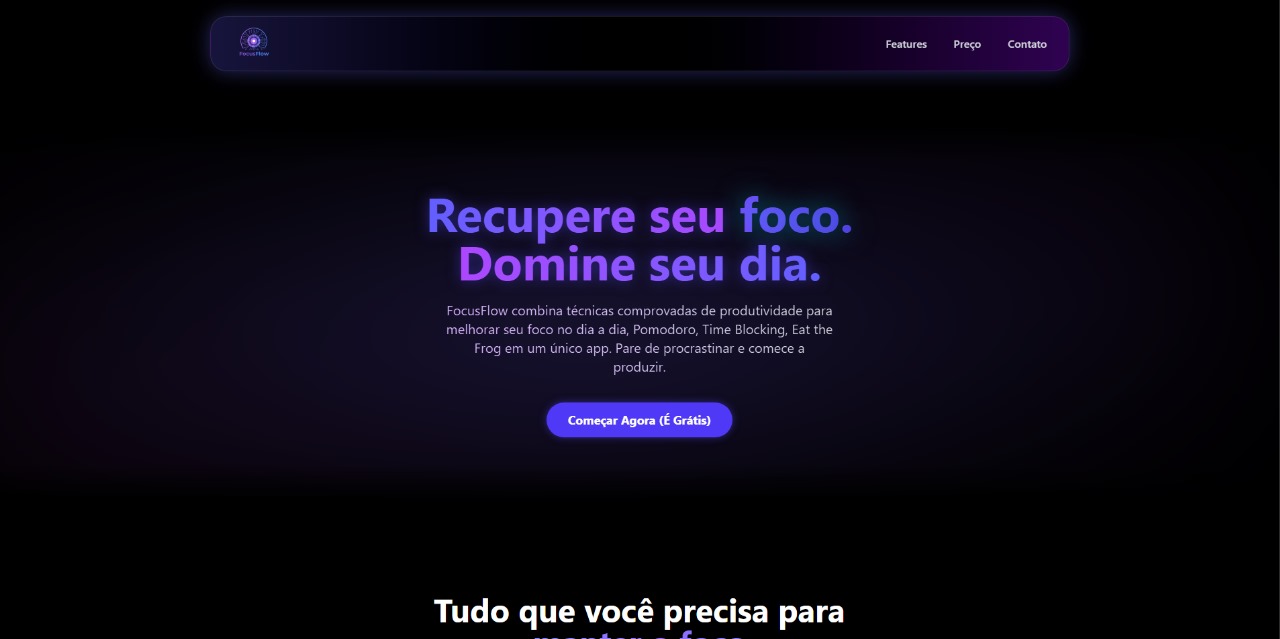 FocusFlow
Features
Preço
Contato
Recupere seu foco.
Domine seu dia.
FocusFlow combina técnicas comprovadas de produtividade para
melhorar seu foco no dia a dia, Pomodoro, Time Blocking, Eat the
Frog em um único app. Pare de procrastinar e comece a
produzir.
Começar Agora (É Grátis)
Tudo que você precisa para
manter o foco